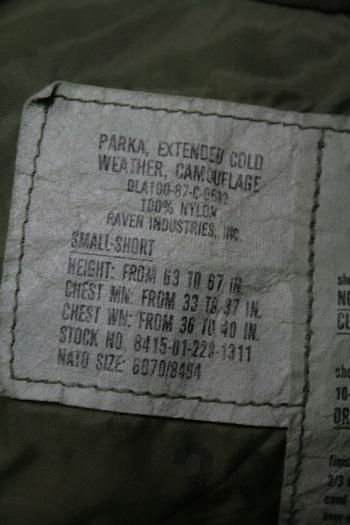 PARKA, EXTENDED COLD
WEATHER, CAMOUFLAGE
100% NYLON
RAVEN INDUSTRIES, INC.
SMALL-SHORT
HEIGHT: FROM 63 TO 67 IN.
CHEST MN: FROM 33 TO 37 IN.
CHEST WN: FROM 36 TO 40 IN.
STOCK NO. 8415-01-228-1311
NATO SIZE: 6070/8494